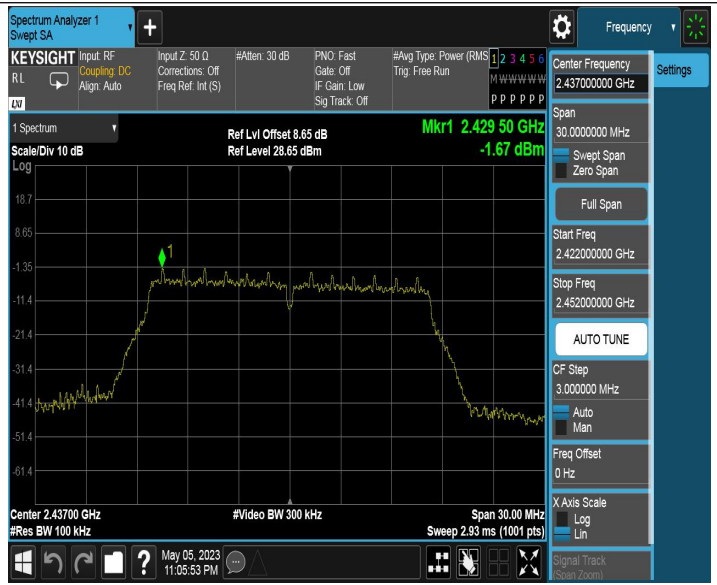 Spectrum Analyzer 1
Swept SA
Frequency
KEYSIGHT
R L
LXI
Input: RF
Coupling: DC
Align: Auto
Input Z: 50 Ω
Corrections: Off
Freq Ref: Int (S)
#Atten: 30 dB
PNO: Fast
Gate: Off
IF Gain: Low
Sig Track: Off
#Avg Type: Power (RMS
Trig: Free Run
1 2 3 4 5 6
M W W W W W
P P P P P P
1 Spectrum
Scale/Div 10 dB
Ref Lvl Offset 8.65 dB
Ref Level 28.65 dBm
Mkr1 2.429 50 GHz
-1.67 dBm
Log
18.7
8.65
-1.35
-11.4
-21.4
-31.4
-41.4
-51.4
-61.4
1
Center 2.43700 GHz
#Res BW 100 kHz
#Video BW 300 kHz
Span 30.00 MHz
Sweep 2.93 ms (1001 pts)
Center Frequency
2.437000000 GHz
Span
30.0000000 MHz
Swept Span
Zero Span
Full Span
Start Freq
2.422000000 GHz
Stop Freq
2.452000000 GHz
AUTO TUNE
CF Step
3.000000 MHz
Auto
Man
Freq Offset
0 Hz
X Axis Scale
Log
Lin
Signal Track
(Span Zoom)
Settings
?
May 05, 2023
11:05:53 PM